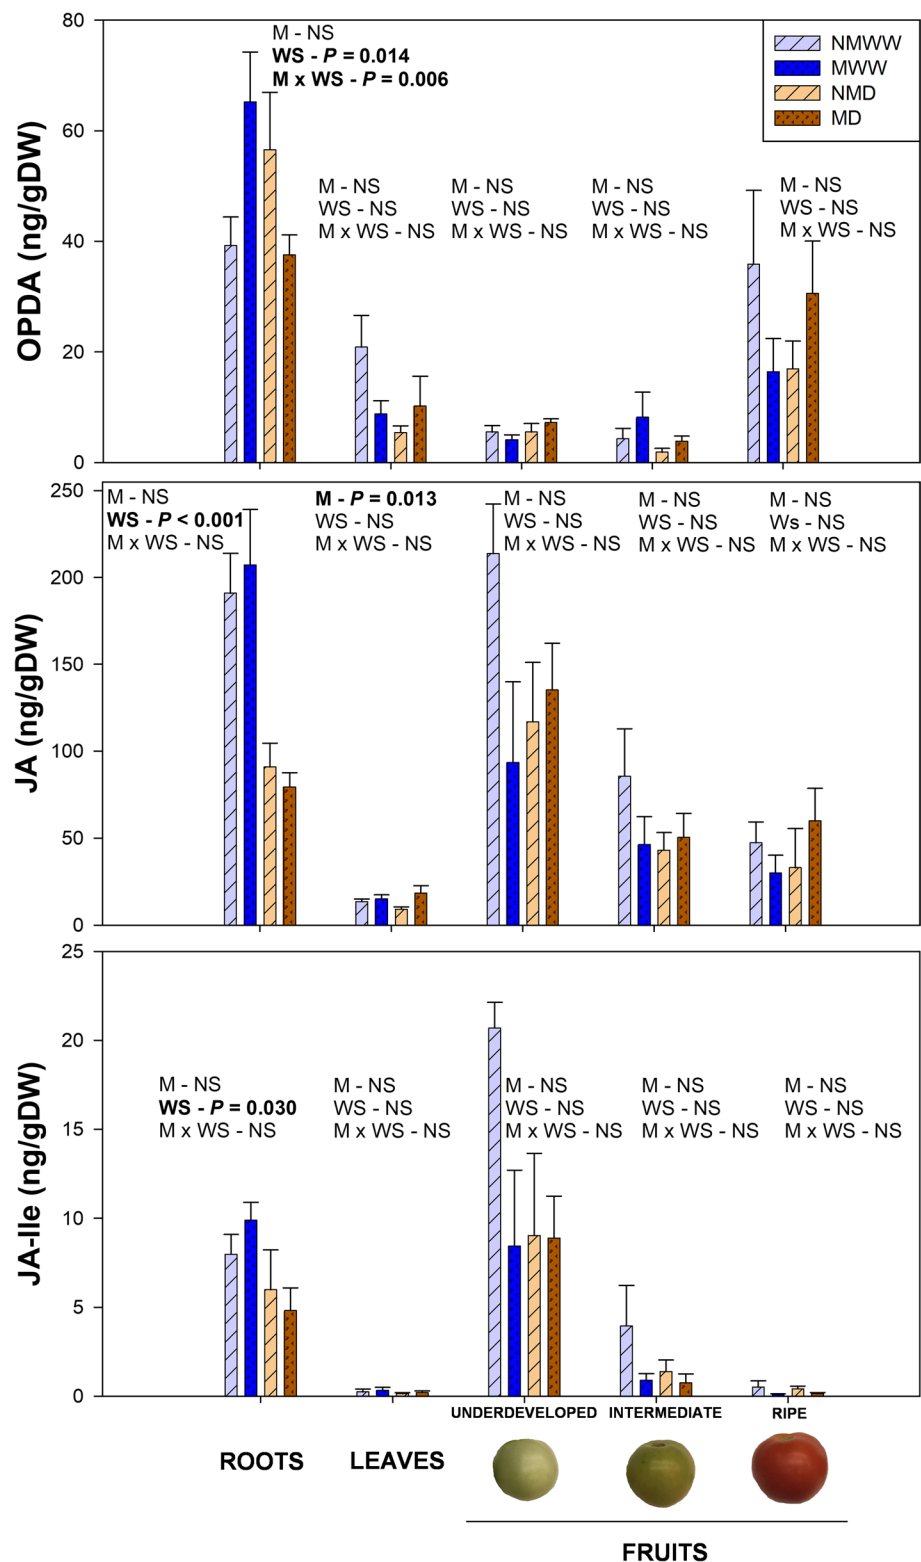 OPDA (ng/gDW)
80
60
40
20
0
M - NS
WS - P = 0.014
M x WS - P = 0.006
NMWW
MWW
NMD
MD
M - NS
WS - NS
M x WS - NS
M - NS
WS - NS
M x WS - NS
M - NS
WS - NS
M x WS - NS
M - NS
WS - NS
M x WS - NS
JA (ng/gDW)
250
200
150
100
50
0
M - NS
WS - P < 0.001
M x WS - NS
M - P = 0.013
WS - NS
M x WS - NS
M - NS
WS - NS
M x WS - NS
M - NS
WS - NS
M x WS - NS
M - NS
Ws - NS
M x WS - NS
JA-Ile (ng/gDW)
25
20
15
10
5
0
M - NS
WS - P = 0.030
M x WS - NS
M - NS
WS - NS
M x WS - NS
M - NS
WS - NS
M x WS - NS
M - NS
WS - NS
M x WS - NS
M - NS
WS - NS
M x WS - NS
UNDERDEVELOPED INTERMEDIATE RIPE
ROOTS LEAVES
FRUITS